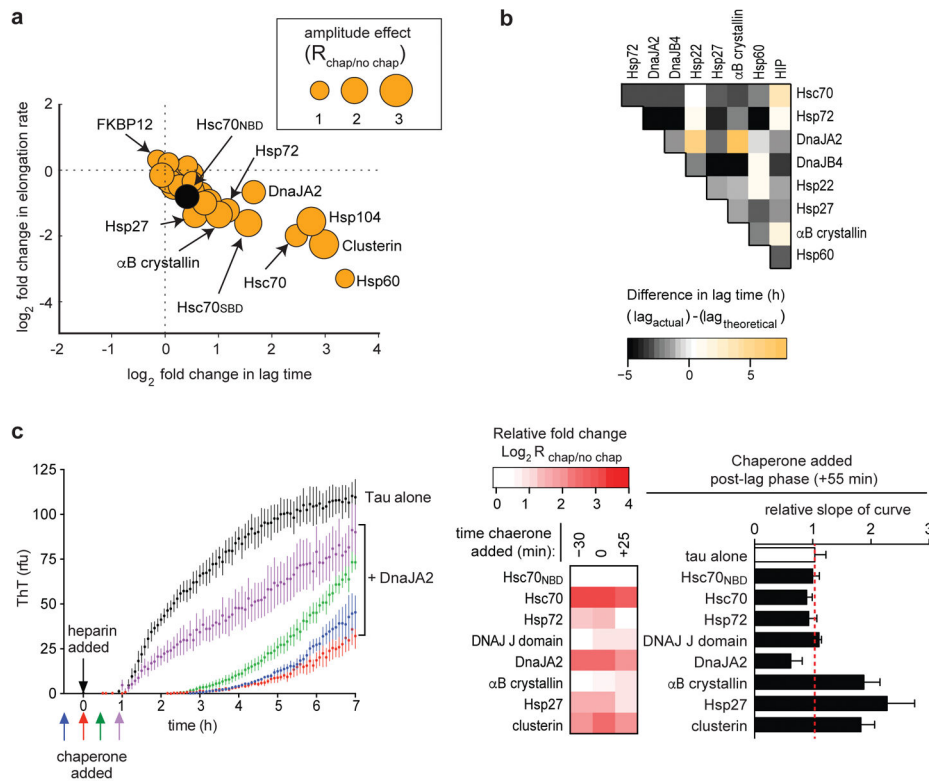 a
amplitude effect
(R chap/no chap)
1 2 3
log2 fold change in elongation rate
2
0
-2
-4
-2 -1 0 1 2 3 4
log2 fold change in lag time
FKBP12
Hsc70NBD
Hsp72
DnaJA2
Hsp104
Clusterin
Hsp60
Hsc70
Hsc70SBD
αB crystallin
Hsp27
b
Hsp72
DnaJA2
DnaJB4
Hsp22
Hsp27
αB crystallin
Hsp60
HIP
Hsc70
Hsp72
DnaJA2
DnaJB4
Hsp22
Hsp27
αB crystallin
Hsp60
Difference in lag time (h)
(lag actual)-(lag theoretical)
-5 0 5
c
ThT (rfu)
125
100
75
50
25
0
Tau alone
+ DnaJA2
heparin
added
0 1 2 3 4 5 6 7
time (h)
chaperone
added
Relative fold change
Log2 R chap/no chap
0 1 2 3 4
time chaerone
added (min):
−30 0 +25
Hsc70NBD
Hsc70
Hsp72
DNAJ J domain
DnaJA2
αB crystallin
Hsp27
clusterin
Chaperone added
post-lag phase (+55 min)
relative slope of curve
0 1 2 3
tau alone
Hsc70NBD
Hsc70
Hsp72
DNAJ J domain
DnaJA2
αB crystallin
Hsp27
clusterin